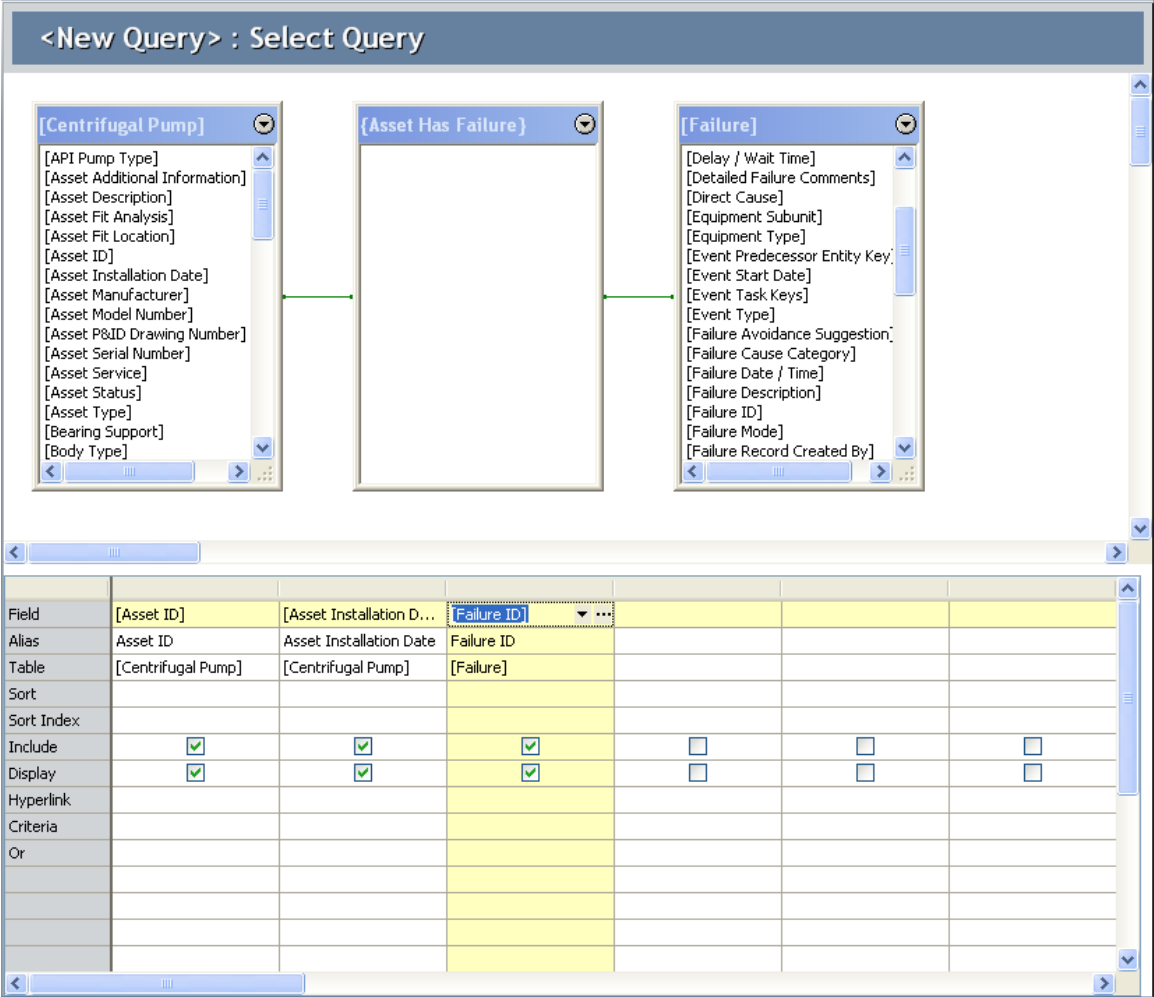 <New Query> : Select Query
[Centrifugal Pump]
[API Pump Type]
[Asset Additional Information]
[Asset Description]
[Asset Fit Analysis]
[Asset Fit Location]
[Asset ID]
[Asset Installation Date]
[Asset Manufacturer]
[Asset Model Number]
[Asset P&ID Drawing Number]
[Asset Serial Number]
[Asset Service]
[Asset Status]
[Asset Type]
[Bearing Support]
[Body Type]
{Asset Has Failure}
[Failure]
[Delay / Wait Time]
[Detailed Failure Comments]
[Direct Cause]
[Equipment Subunit]
[Equipment Type]
[Event Predecessor Entity Key]
[Event Start Date]
[Event Task Keys]
[Event Type]
[Failure Avoidance Suggestion]
[Failure Cause Category]
[Failure Date / Time]
[Failure Description]
[Failure ID]
[Failure Mode]
[Failure Record Created By]
Field [Asset ID] [Asset Installation D... [Failure ID] ...
Alias Asset ID Asset Installation Date Failure ID
Table [Centrifugal Pump] [Centrifugal Pump] [Failure]
Sort
Sort Index
Include
Display
Hyperlink
Criteria
Or